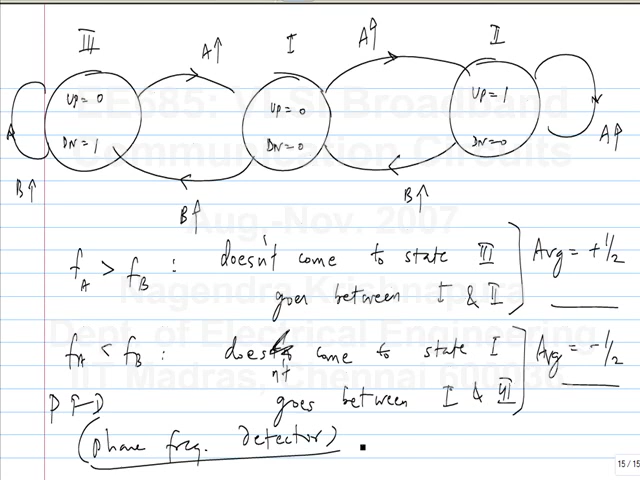 III I II
A↑ A↑
UP = 0 UP = 0 UP = 1
DN = 1 DN = 0 DN = 0
A↑
B↑ B↑ B↑
EE685: VLSI Broadband
Communication Circuits
Aug.-Nov. 2007
Nagendra Krishnapura
Dept. of Electrical Engineering
IIT Madras, Chennai 600036
f_A > f_B : doesn't come to state III Avg = +1/2
goes between I & II
f_A < f_B : doesn't come to state I Avg = -1/2
goes between I & III
PFD
(phase freq. detector)
15 / 15